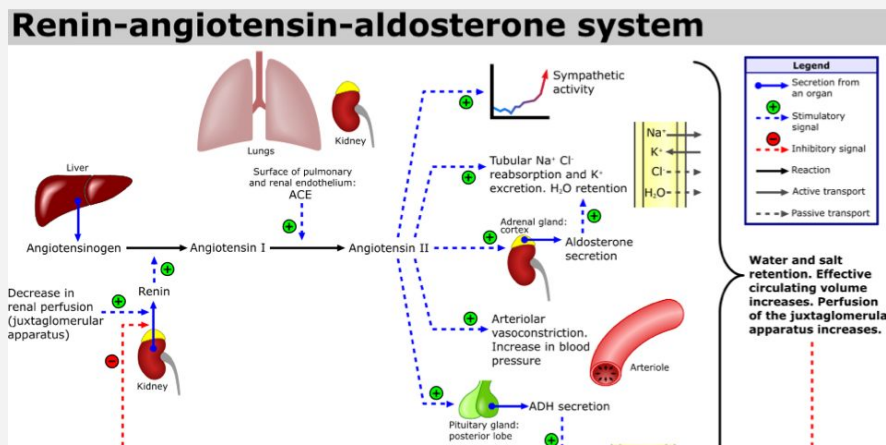 Renin-angiotensin-aldosterone system
Lungs
Kidney
Liver
Surface of pulmonary
and renal endothelium:
ACE
Angiotensinogen
Angiotensin I
Angiotensin II
Renin
Decrease in
renal perfusion
(juxtaglomerular
apparatus)
Kidney
Sympathetic
activity
Tubular Na⁺ Cl⁻
reabsorption and K⁺
excretion. H₂O retention
Adrenal gland:
cortex
Aldosterone
secretion
Arteriolar
vasoconstriction.
Increase in blood
pressure
Arteriole
Pituitary gland:
posterior lobe
ADH secretion
Na⁺
K⁺
Cl⁻
H₂O
Legend
Secretion from
an organ
Stimulatory
signal
Inhibitory signal
Reaction
Active transport
Passive transport
Water and salt
retention. Effective
circulating volume
increases. Perfusion
of the juxtaglomerular
apparatus increases.